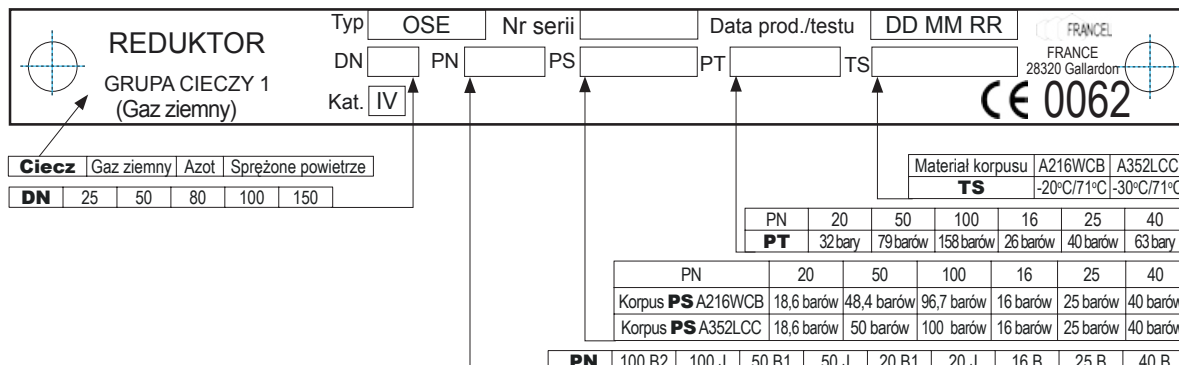 REDUKTOR
GRUPA CIECZY 1
(Gaz ziemny)
Typ OSE Nr serii Data prod./testu DD MM RR
DN PN PS PT TS
Kat. IV
FRANCEL
FRANCE
28320 Gallardon
CE 0062
Ciecz Gaz ziemny Azot Sprężone powietrze
DN 25 50 80 100 150
Materiał korpusu A216WCB A352LCC
TS -20°C/71°C -30°C/71°C
PN 20 50 100 16 25 40
PT 32 bary 79 barów 158 barów 26 barów 40 barów 63 bary
PN 20 50 100 16 25 40
Korpus PS A216WCB 18,6 barów 48,4 barów 96,7 barów 16 barów 25 barów 40 barów
Korpus PS A352LCC 18,6 barów 50 barów 100 barów 16 barów 25 barów 40 barów
PN 100 B2 100 J 50 B1 50 J 20 B1 20 J 16 B 25 B 40 B